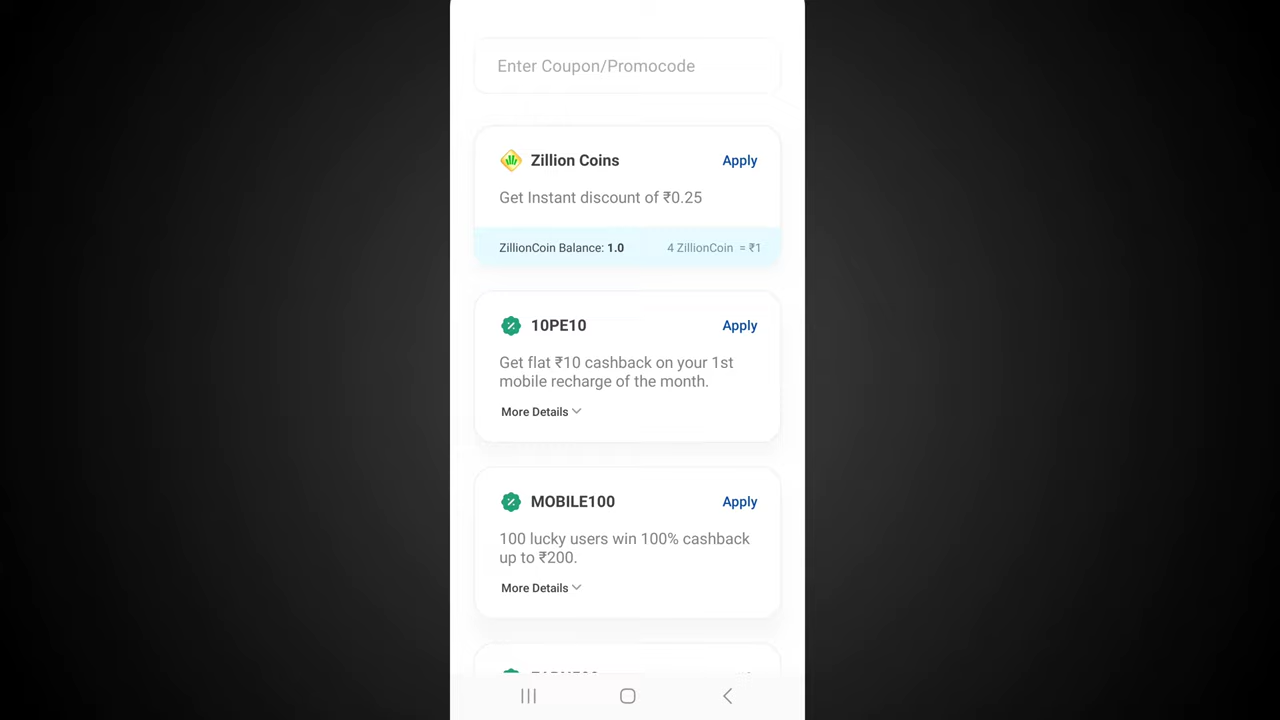 Enter Coupon/Promocode
Zillion Coins
Apply
Get Instant discount of ₹0.25
ZillionCoin Balance: 1.0
4 ZillionCoin = ₹1
10PE10
Apply
Get flat ₹10 cashback on your 1st
mobile recharge of the month.
More Details
MOBILE100
Apply
100 lucky users win 100% cashback
up to ₹200.
More Details